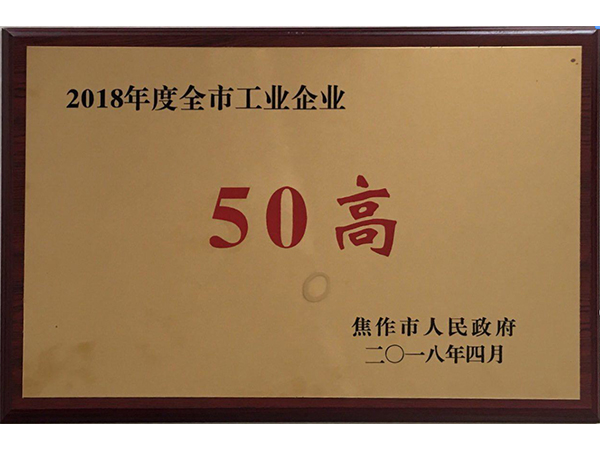 2018年度全市工业企业
50高
焦作市人民政府
二〇一八年四月